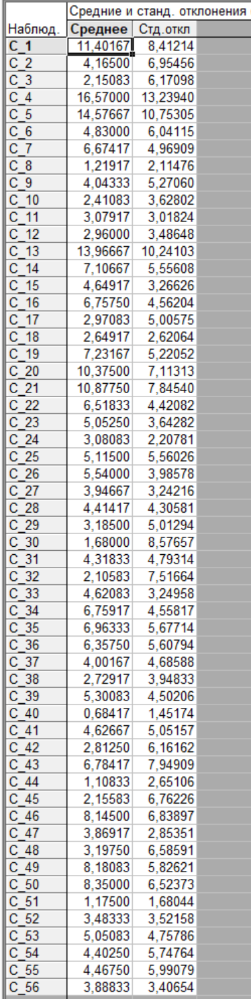 Средние и станд. отклонения
Наблюд. Среднее Стд.откл
C_1 11,40167 8,41214
C_2 4,16500 6,95456
C_3 2,15083 6,17098
C_4 16,57000 13,23940
C_5 14,57667 10,75305
C_6 4,83000 6,04115
C_7 6,67417 4,96909
C_8 1,21917 2,11476
C_9 4,04333 5,27060
C_10 2,41083 3,62802
C_11 3,07917 3,01824
C_12 2,96000 3,48648
C_13 13,96667 10,24103
C_14 7,10667 5,55608
C_15 4,64917 3,26626
C_16 6,75750 4,56204
C_17 2,97083 5,00575
C_18 2,64917 2,62064
C_19 7,23167 5,22052
C_20 10,37500 7,11313
C_21 10,87750 7,84540
C_22 6,51833 4,42082
C_23 5,05250 3,64282
C_24 3,08083 2,20781
C_25 5,11500 5,56026
C_26 5,54000 3,98578
C_27 3,94667 3,24216
C_28 4,41417 4,30581
C_29 3,18500 5,01294
C_30 1,68000 8,57657
C_31 4,31833 4,79314
C_32 2,10583 7,51664
C_33 4,62083 3,24958
C_34 6,75917 4,55817
C_35 6,96333 5,67714
C_36 6,35750 5,60794
C_37 4,00167 4,68588
C_38 2,72917 3,94833
C_39 5,30083 4,50206
C_40 0,68417 1,45174
C_41 4,62667 5,05157
C_42 2,81250 6,16162
C_43 6,78417 7,94909
C_44 1,10833 2,65106
C_45 2,15583 6,76226
C_46 8,14500 6,83897
C_47 3,86917 2,85351
C_48 3,19750 6,58591
C_49 8,18083 5,82621
C_50 8,35000 6,52373
C_51 1,17500 1,68044
C_52 3,48333 3,52158
C_53 5,05083 4,75786
C_54 4,40250 5,74764
C_55 4,46750 5,99079
C_56 3,88833 3,40654